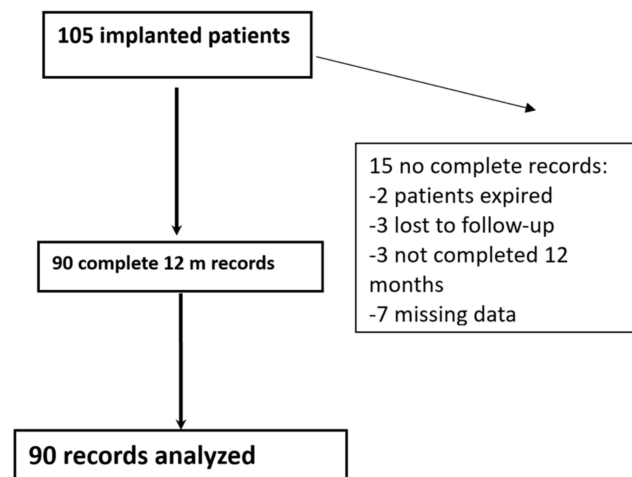 105 implanted patients
15 no complete records:
-2 patients expired
-3 lost to follow-up
-3 not completed 12
months
-7 missing data
90 complete 12 m records
90 records analyzed